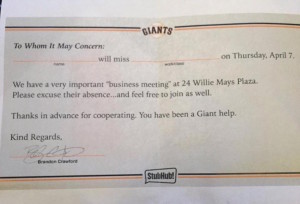 GIANTS
To Whom It May Concern:
will miss on Thursday, April 7.
name work/class
We have a very important "business meeting" at 24 Willie Mays Plaza.
Please excuse their absence...and feel free to join as well.
Thanks in advance for cooperating. You have been a Giant help.
Kind Regards,
Brandon Crawford
StubHub!